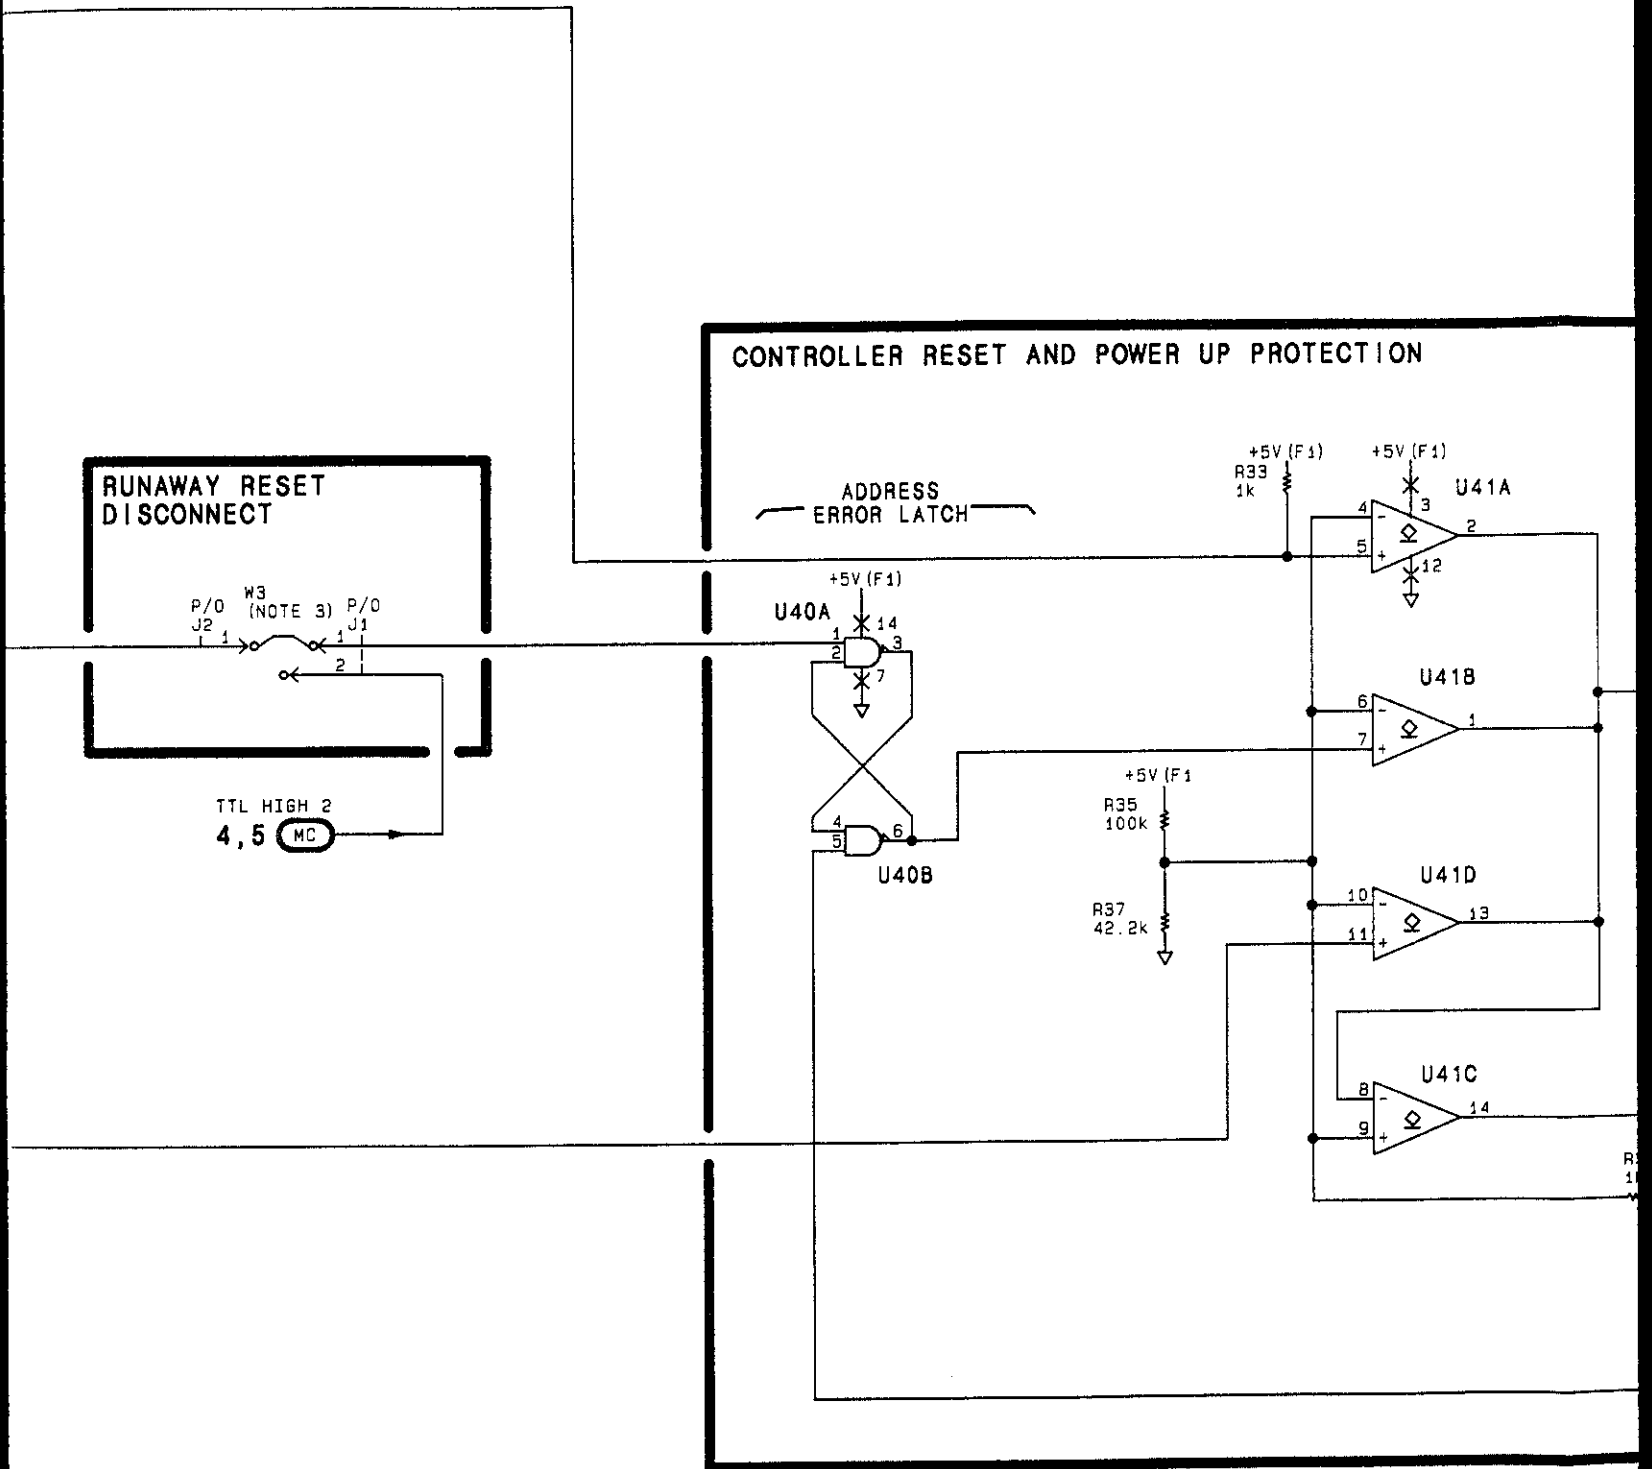 CONTROLLER RESET AND POWER UP PROTECTION
RUNAWAY RESET
DISCONNECT
P/O
J2
1
W3
(NOTE 3)
P/O
J1
1
2
TTL HIGH 2
4,5
MC
ADDRESS
ERROR LATCH
+5V(F1)
U40A
14
1
2
3
7
4
5
6
U40B
+5V(F1)
R33
1k
+5V(F1)
U41A
3
4
-
5
+
2
12
U41B
6
-
7
+
1
+5V(F1
R35
100k
R37
42.2k
U41D
10
-
11
+
13
U41C
8
-
9
+
14